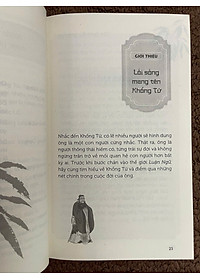 GIỚI THIỆU
Lối sống
mang tên
Khổng Tử
Nhắc đến Khổng Tử, có lẽ nhiều người sẽ hình dung
ông là một con người cứng nhắc. Thật ra, ông là
người thông thái hiếm có, từng trải sự đời và không
ngừng trăn trở về mối quan hệ con người hơn bất
kỳ ai. Trước khi bước chân vào thế giới Luận Ngữ,
hãy cùng tìm hiểu về Khổng Tử và điểm qua những
nét chính trong cuộc đời của ông.